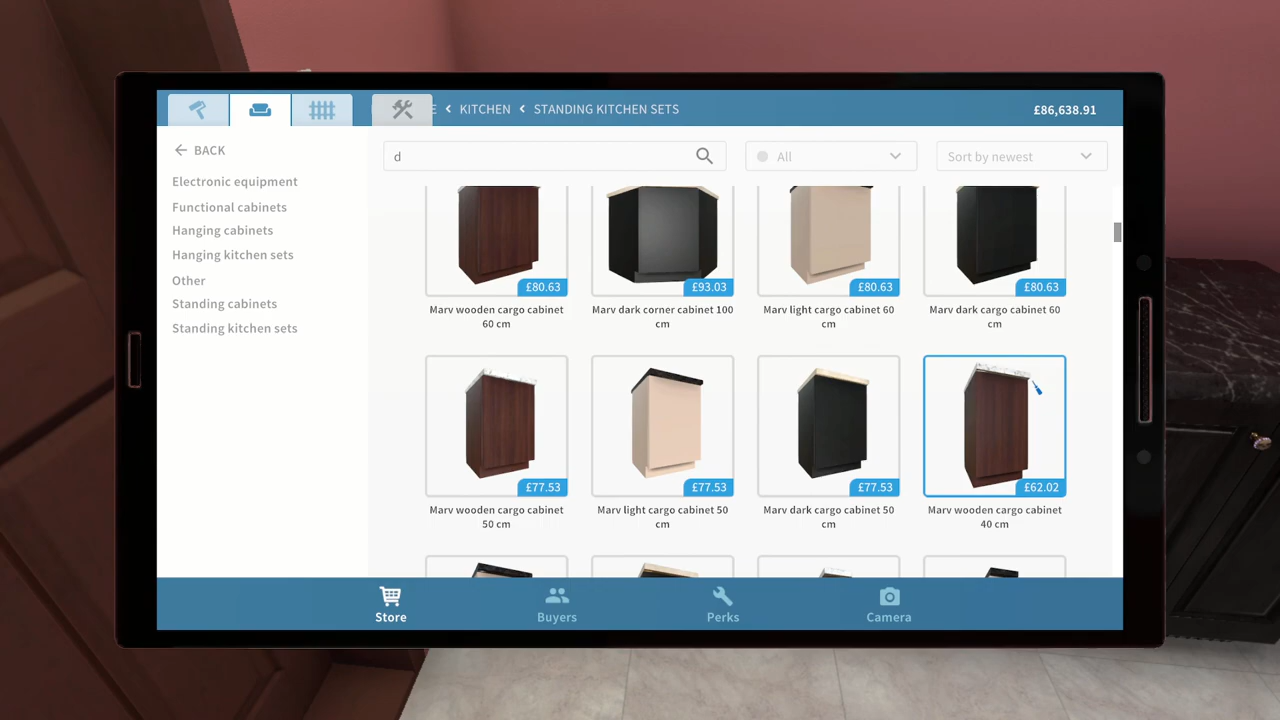 E < KITCHEN < STANDING KITCHEN SETS
£86,638.91
BACK
d
All
Sort by newest
Electronic equipment
Functional cabinets
Hanging cabinets
Hanging kitchen sets
Other
Standing cabinets
Standing kitchen sets
£80.63
£93.03
£80.63
£80.63
Marv wooden cargo cabinet
60 cm
Marv dark corner cabinet 100
cm
Marv light cargo cabinet 60
cm
Marv dark cargo cabinet 60
cm
£77.53
£77.53
£77.53
£62.02
Marv wooden cargo cabinet
50 cm
Marv light cargo cabinet 50
cm
Marv dark cargo cabinet 50
cm
Marv wooden cargo cabinet
40 cm
Store
Buyers
Perks
Camera